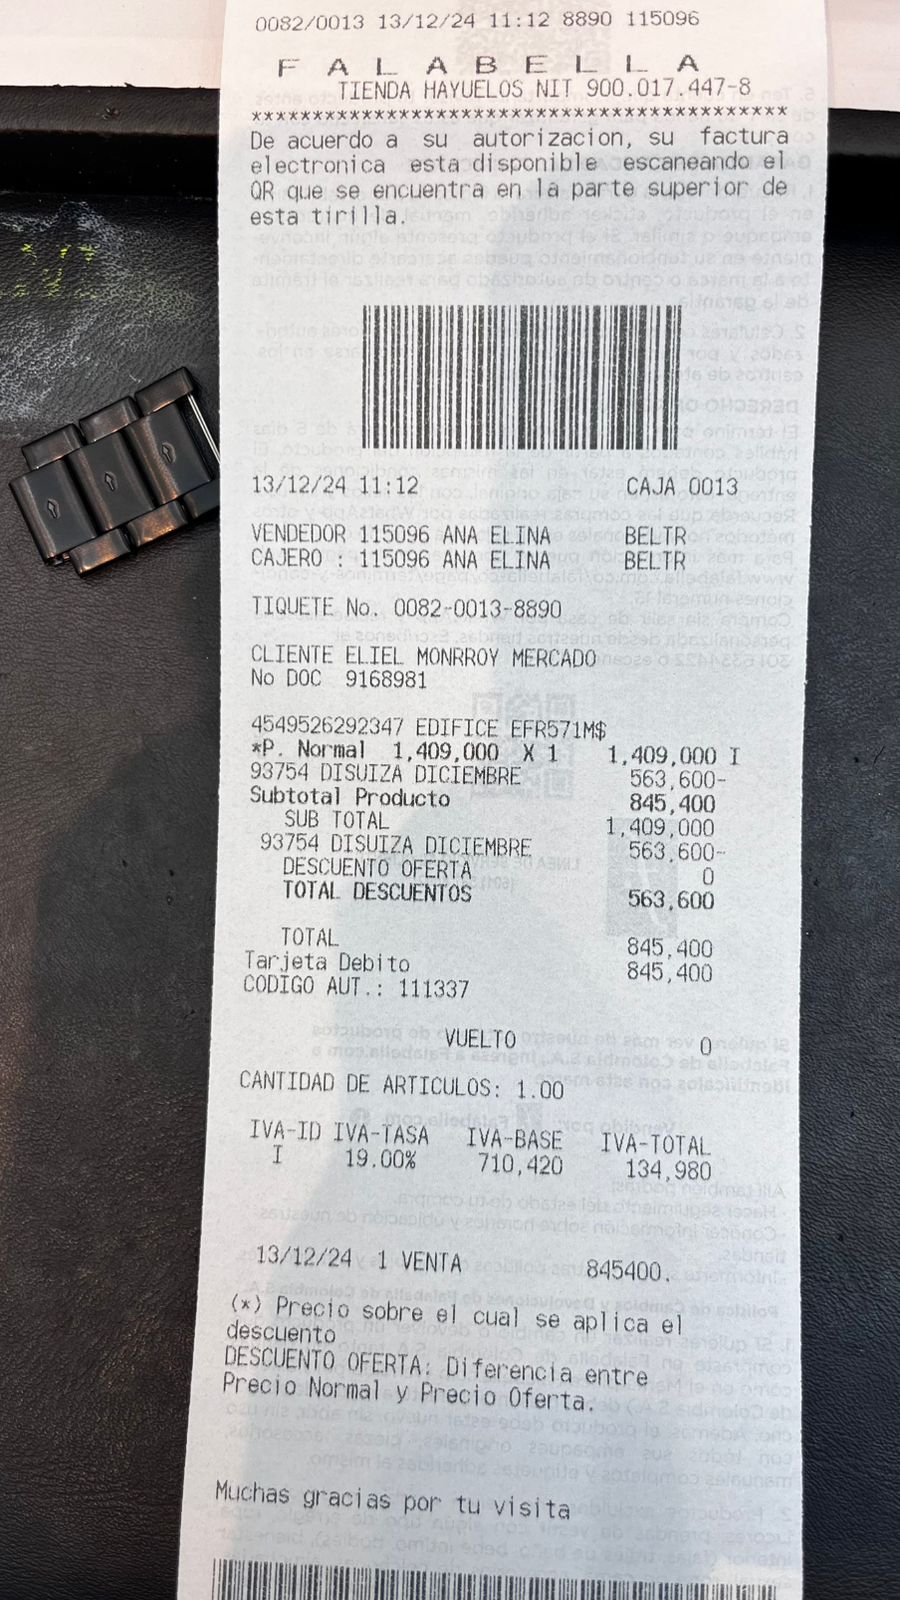 0082/0013 13/12/24 11:12 8890 115096
F A L A B E L L A
TIENDA HAYUELOS NIT 900.017.447-8
****************************************
De acuerdo a su autorizacion, su factura
electronica esta disponible escaneando el
QR que se encuentra en la parte superior de
esta tirilla.
13/12/24 11:12 CAJA 0013
VENDEDOR 115096 ANA ELINA BELTR
CAJERO : 115096 ANA ELINA BELTR
TIQUETE No. 0082-0013-8890
CLIENTE ELIEL MONRROY MERCADO
No DOC 9168981
4549526292347 EDIFICE EFR571M$
*P. Normal 1,409,000 X 1 1,409,000 I
93754 DISUIZA DICIEMBRE 563,600-
Subtotal Producto 845,400
SUB TOTAL 1,409,000
93754 DISUIZA DICIEMBRE 563,600-
DESCUENTO OFERTA 0
TOTAL DESCUENTOS 563,600
TOTAL 845,400
Tarjeta Debito 845,400
CODIGO AUT.: 111337
VUELTO 0
CANTIDAD DE ARTICULOS: 1.00
IVA-ID IVA-TASA IVA-BASE IVA-TOTAL
I 19.00% 710,420 134,980
13/12/24 1 VENTA 845400.
(*) Precio sobre el cual se aplica el
descuento
DESCUENTO OFERTA: Diferencia entre
Precio Normal y Precio Oferta.
Muchas gracias por tu visita